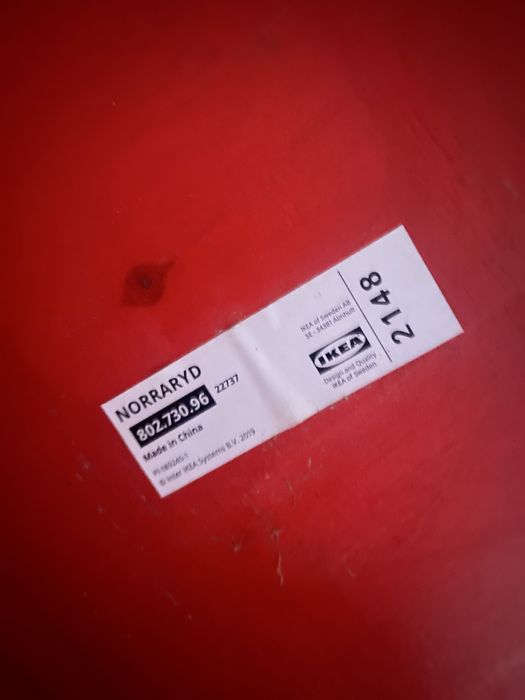 NORRARYD
802.730.96 22737
Made in China
© Inter IKEA Systems B.V. 2019
IKEA of Sweden AB
SE - 34381 Älmhult
IKEA
Design and Quality
IKEA of Sweden
2148